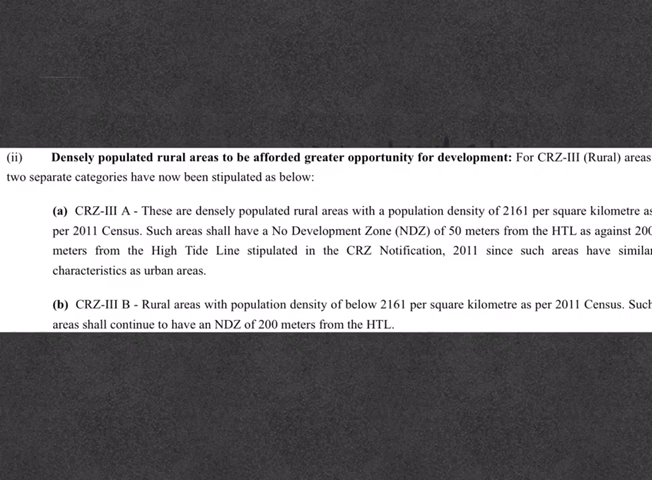 (ii) Densely populated rural areas to be afforded greater opportunity for development: For CRZ-III (Rural) areas
two separate categories have now been stipulated as below:
(a) CRZ-III A - These are densely populated rural areas with a population density of 2161 per square kilometre as
per 2011 Census. Such areas shall have a No Development Zone (NDZ) of 50 meters from the HTL as against 200
meters from the High Tide Line stipulated in the CRZ Notification, 2011 since such areas have similar
characteristics as urban areas.
(b) CRZ-III B - Rural areas with population density of below 2161 per square kilometre as per 2011 Census. Such
areas shall continue to have an NDZ of 200 meters from the HTL.